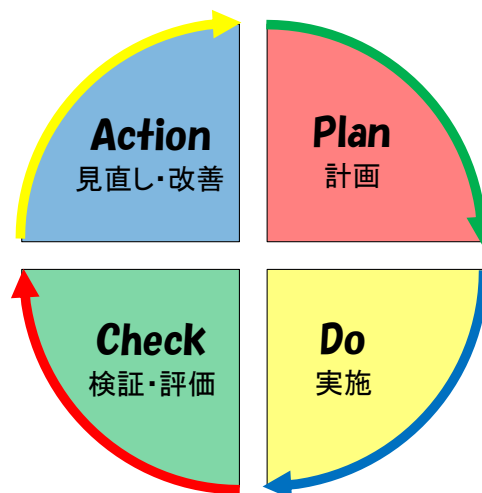 Action
見直し・改善
Plan
計画
Check
検証・評価
Do
実施